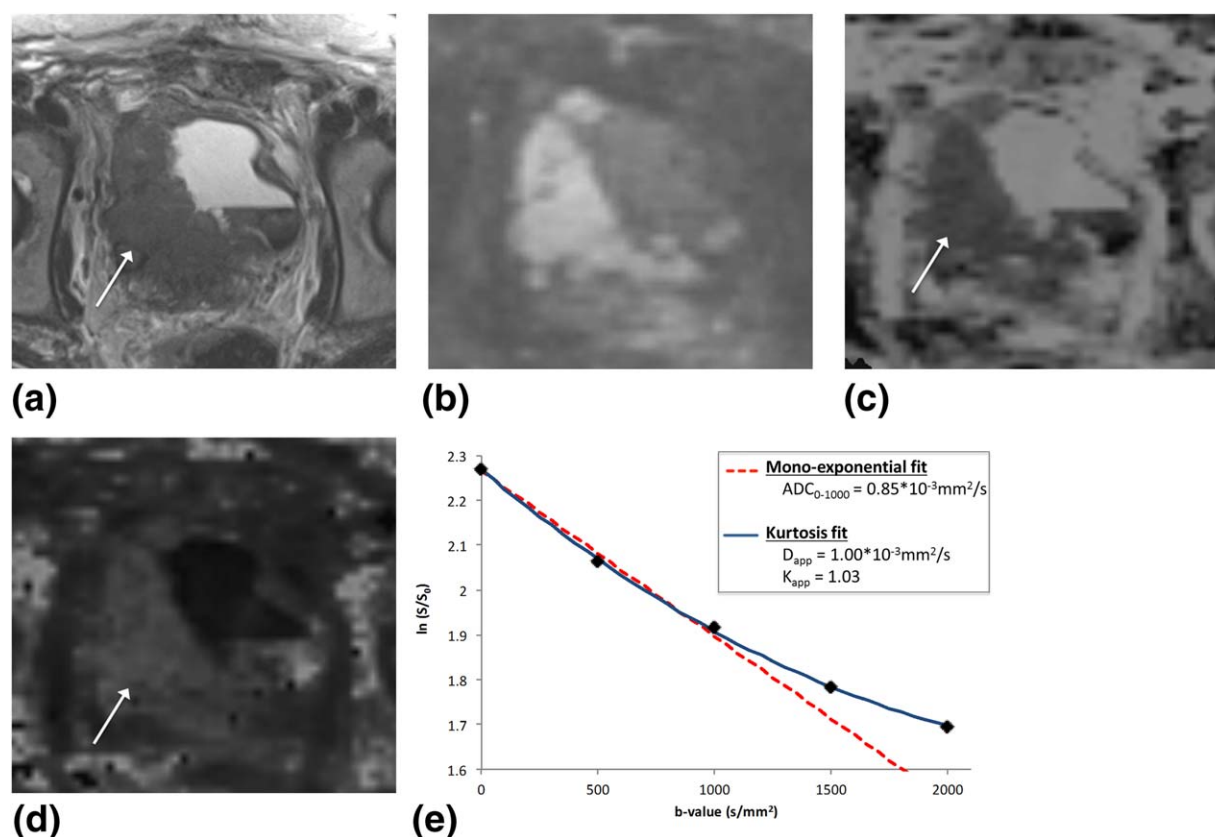 (a)
(b)
(c)
(d)
(e)
2.3
2.2
2.1
2
1.9
1.8
1.7
1.6
ln (S/S₀)
0
500
1000
1500
2000
b-value (s/mm²)
Mono-exponential fit
ADC₀₋₁₀₀₀ = 0.85*10⁻³mm²/s
Kurtosis fit
Dₐₚₚ = 1.00*10⁻³mm²/s
Kₐₚₚ = 1.03